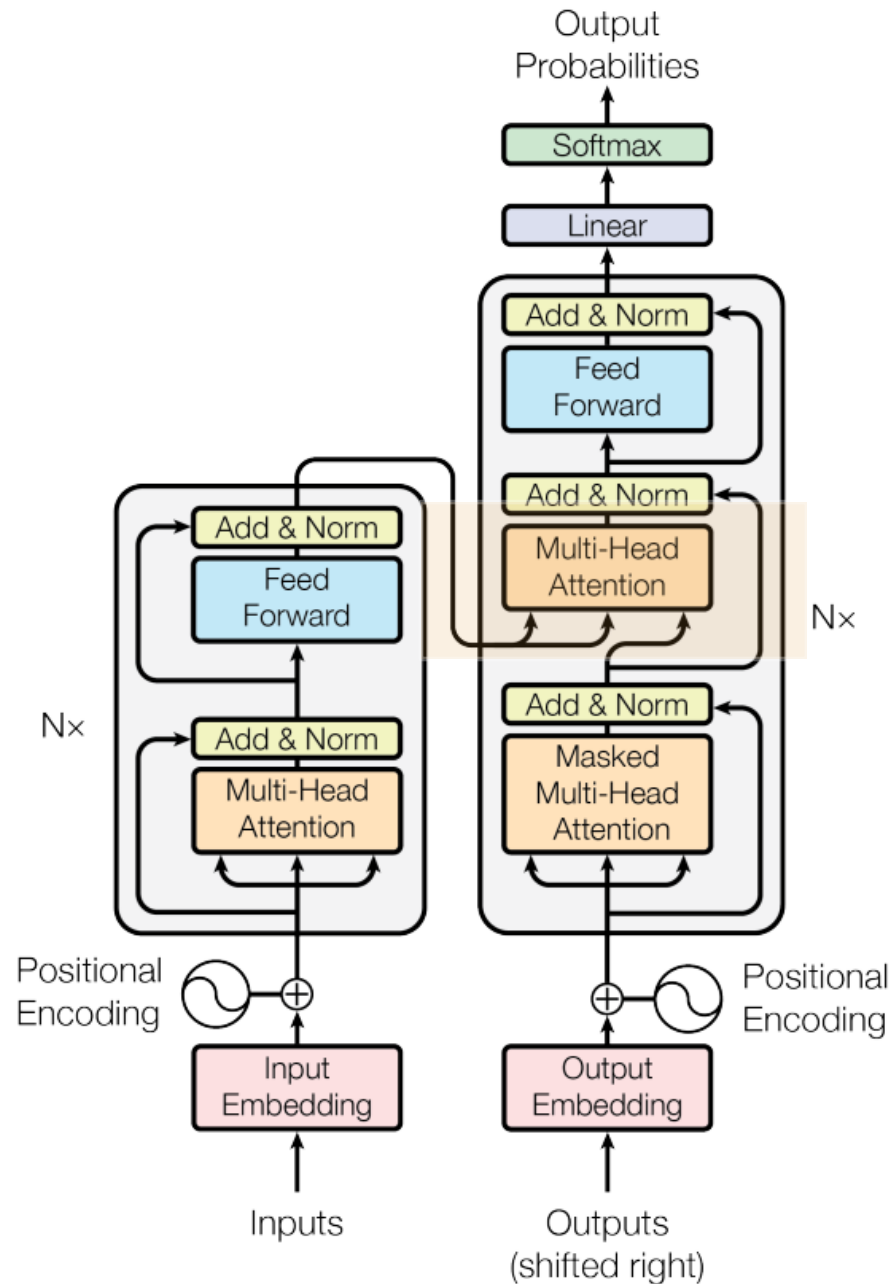 Output
Probabilities
Softmax
Linear
Add & Norm
Feed
Forward
Add & Norm
Multi-Head
Attention
Add & Norm
Masked
Multi-Head
Attention
N×
Add & Norm
Feed
Forward
Add & Norm
Multi-Head
Attention
N×
Positional
Encoding
Positional
Encoding
Input
Embedding
Output
Embedding
Inputs
Outputs
(shifted right)